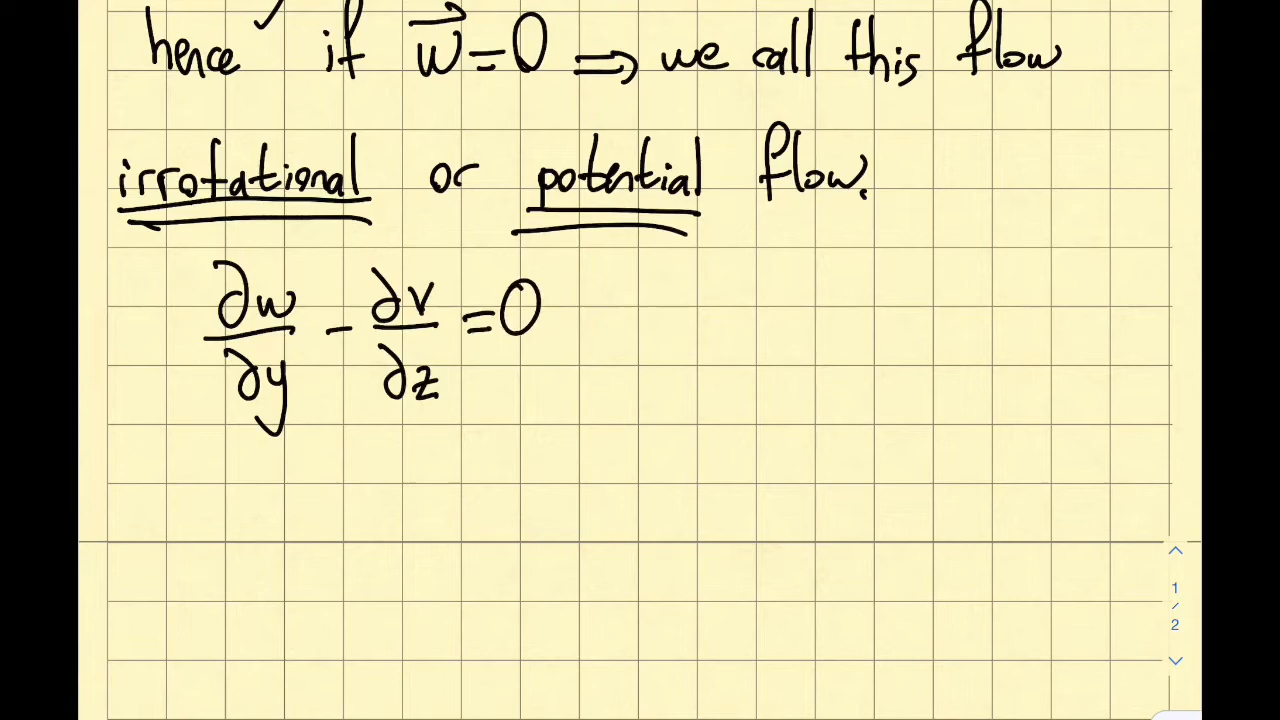 hence if w⃗ = 0 ⟹ we call this flow
irrotational or potential flow.
∂w/∂y − ∂v/∂z = 0
1
/
2